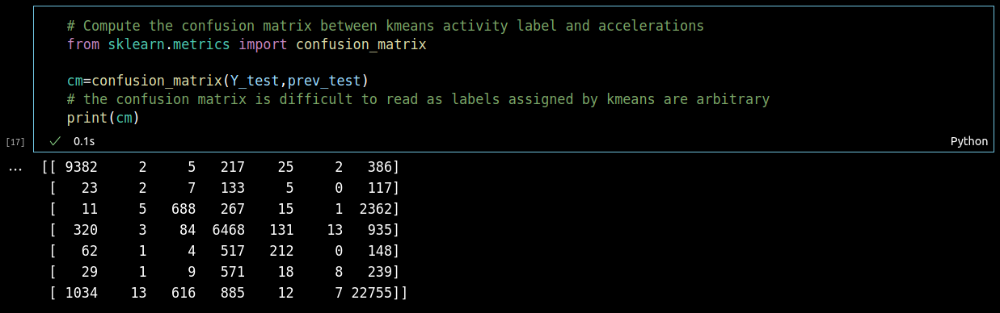 # Compute the confusion matrix between kmeans activity label and accelerations
from sklearn.metrics import confusion_matrix
cm=confusion_matrix(Y_test,prev_test)
# the confusion matrix is difficult to read as labels assigned by kmeans are arbitrary
print(cm)
[17] ✓ 0.1s Python
... [[ 9382 2 5 217 25 2 386]
[ 23 2 7 133 5 0 117]
[ 11 5 688 267 15 1 2362]
[ 320 3 84 6468 131 13 935]
[ 62 1 4 517 212 0 148]
[ 29 1 9 571 18 8 239]
[ 1034 13 616 885 12 7 22755]]